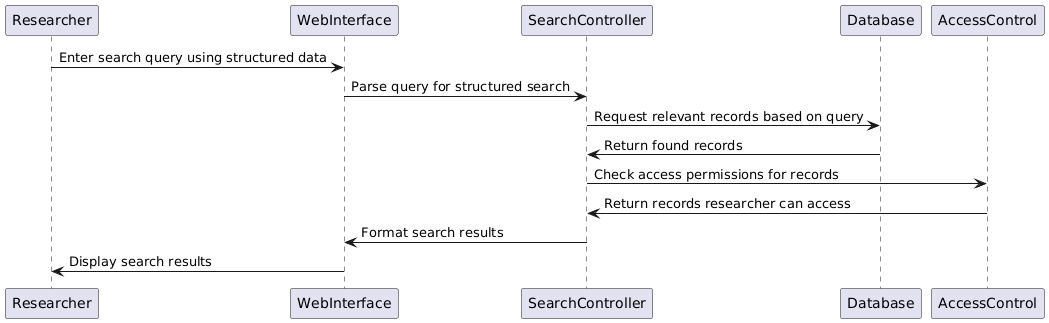 Researcher WebInterface SearchController Database AccessControl
Enter search query using structured data
Parse query for structured search
Request relevant records based on query
Return found records
Check access permissions for records
Return records researcher can access
Format search results
Display search results
Researcher WebInterface SearchController Database AccessControl